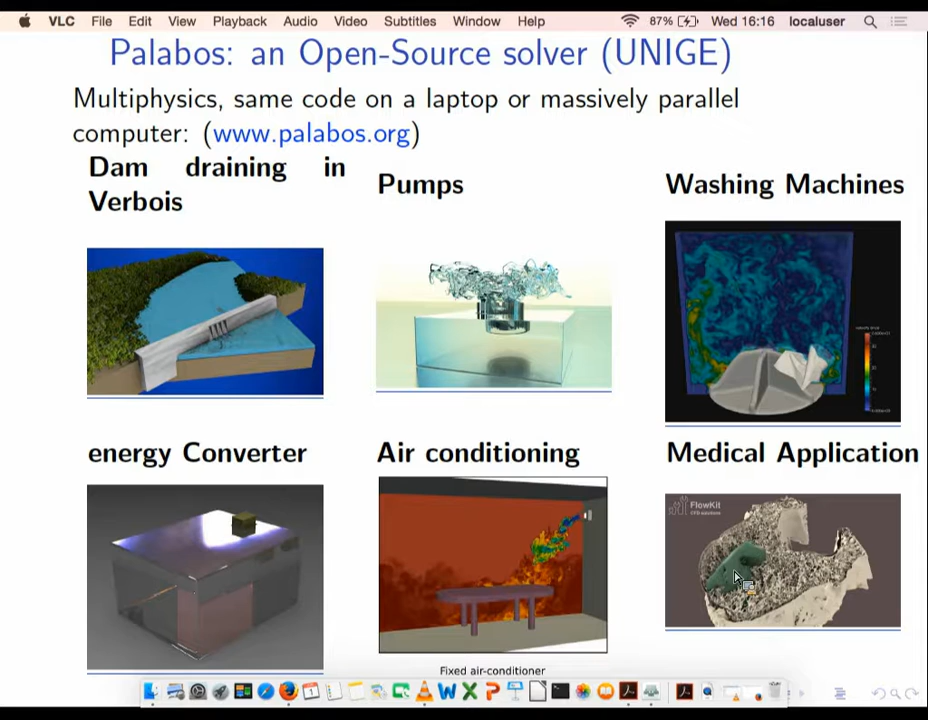 VLC File Edit View Playback Audio Video Subtitles Window Help 87% Wed 16:16 localuser
Palabos: an Open-Source solver (UNIGE)
Multiphysics, same code on a laptop or massively parallel
computer: (www.palabos.org)
Dam draining in
Verbois
Pumps
Washing Machines
energy Converter
Air conditioning
Medical Application
FlowKit
Fixed air-conditioner